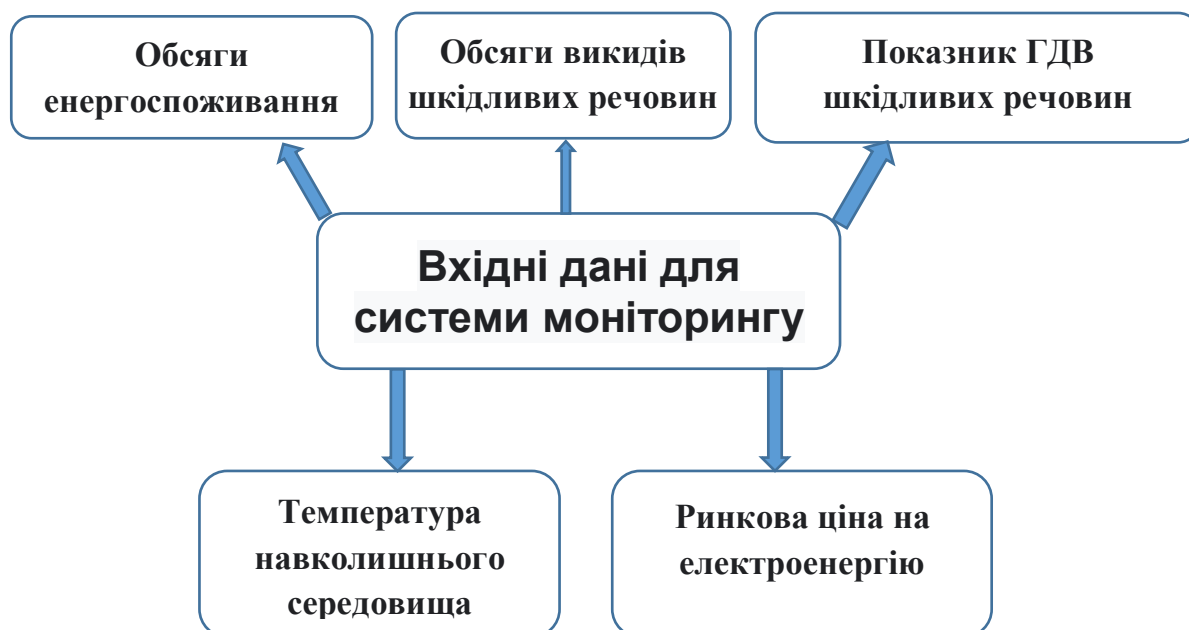 Обсяги
енергоспоживання
Обсяги викидів
шкідливих речовин
Показник ГДВ
шкідливих речовин
Вхідні дані для
системи моніторингу
Температура
навколишнього
середовища
Ринкова ціна на
електроенергію